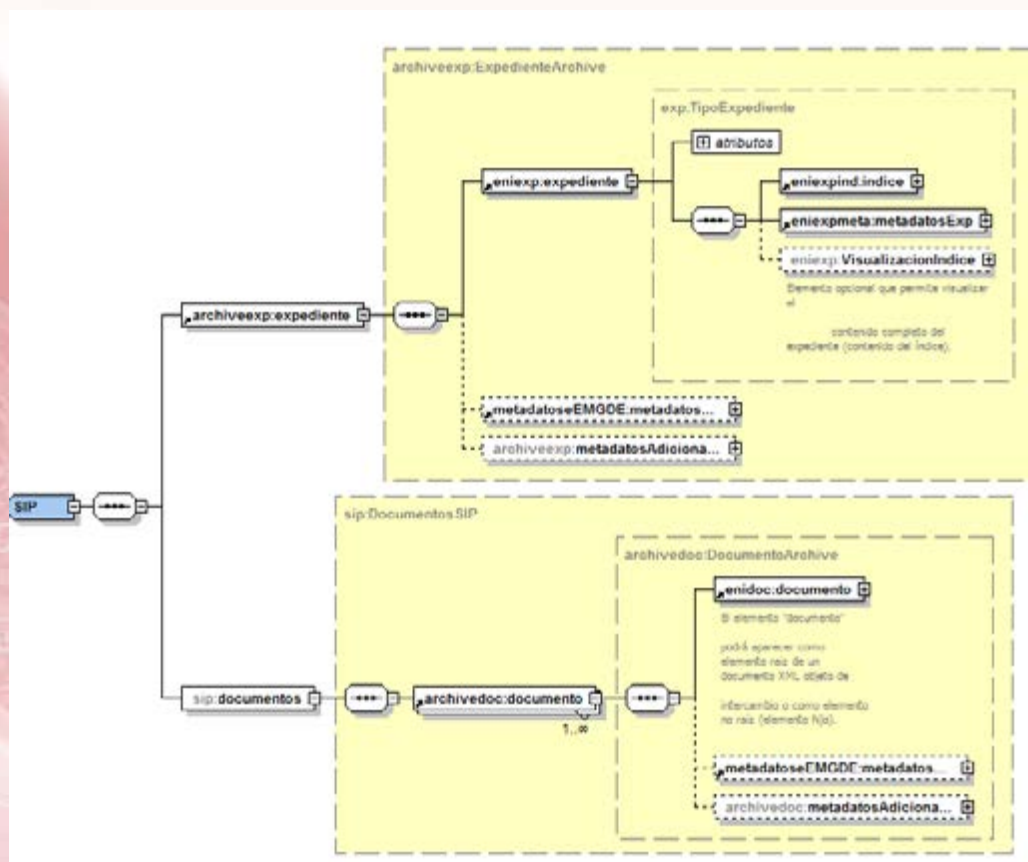 archiveexp:ExpedienteArchive
exp:TipoExpediente
atributos
eniexp:expediente
eniexpind:indice
eniexpmeta:metadatosExp
eniexp:VisualizacionIndice
Elemento opcional que permite visualizar
el
contenido completo del
expediente (contenido del índice).
archiveexp:expediente
metadatoseEMGDE:metadatos...
archiveexp:metadatosAdiciona...
SIP
sip:DocumentosSIP
archivedoc:DocumentoArchive
enidoc:documento
El elemento "documento"
podrá aparecer como
elemento raíz de un
documento XML objeto de
intercambio o como elemento
no raíz (elemento hijo).
sip:documentos
archivedoc:documento
1..∞
metadatoseEMGDE:metadatos...
archivedoc:metadatosAdiciona...